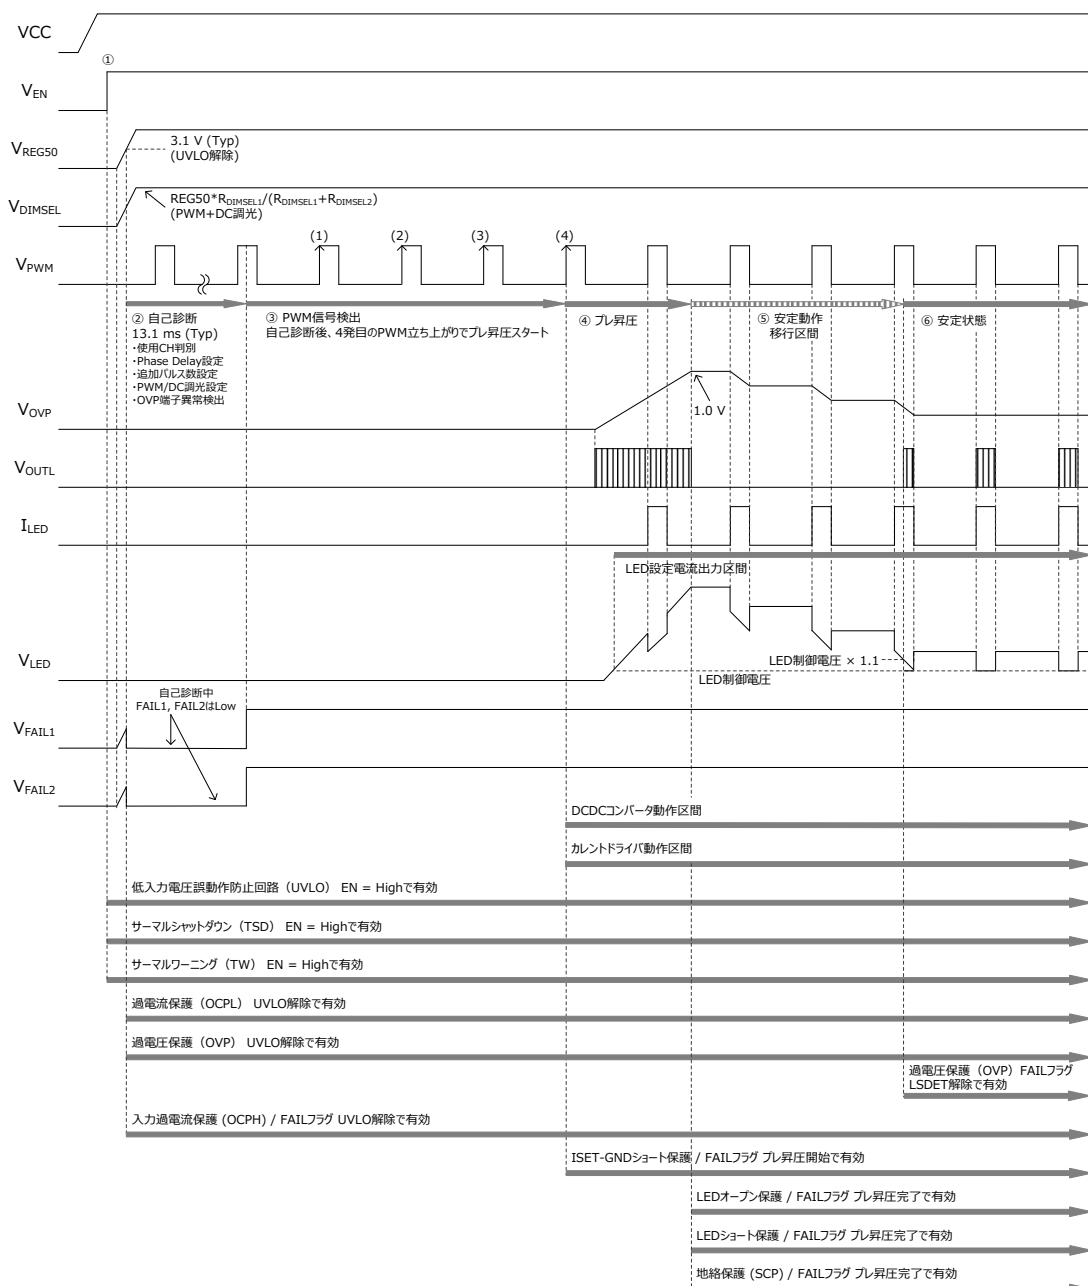 VCC
①
VEN
VREG50
3.1 V (Typ)
(UVLO解除)
VDIMSEL
REG50*RDIMSEL1/(RDIMSEL1+RDIMSEL2)
(PWM+DC調光)
(1)
(2)
(3)
(4)
VPWM
② 自己診断
13.1 ms (Typ)
・使用CH判別
・Phase Delay設定
・追加パルス数設定
・PWM/DC調光設定
・OVP端子異常検出
③ PWM信号検出
自己診断後、4発目のPWM立ち上がりでプレ昇圧スタート
④ プレ昇圧
⑤ 安定動作
移行区間
⑥ 安定状態
VOVP
1.0 V
VOUTL
ILED
LED設定電流出力区間
VLED
LED制御電圧 × 1.1
LED制御電圧
自己診断中
FAIL1, FAIL2はLow
VFAIL1
VFAIL2
DCDCコンバータ動作区間
カレントドライバ動作区間
低入力電圧誤動作防止回路（UVLO） EN = Highで有効
サーマルシャットダウン（TSD） EN = Highで有効
サーマルワーニング（TW） EN = Highで有効
過電流保護（OCPL） UVLO解除で有効
過電圧保護（OVP） UVLO解除で有効
過電圧保護（OVP）FAILフラグ
LSDET解除で有効
入力過電流保護 (OCPH) / FAILフラグ UVLO解除で有効
ISET-GNDショート保護 / FAILフラグ プレ昇圧開始で有効
LEDオープン保護 / FAILフラグ プレ昇圧完了で有効
LEDショート保護 / FAILフラグ プレ昇圧完了で有効
地絡保護 (SCP) / FAILフラグ プレ昇圧完了で有効